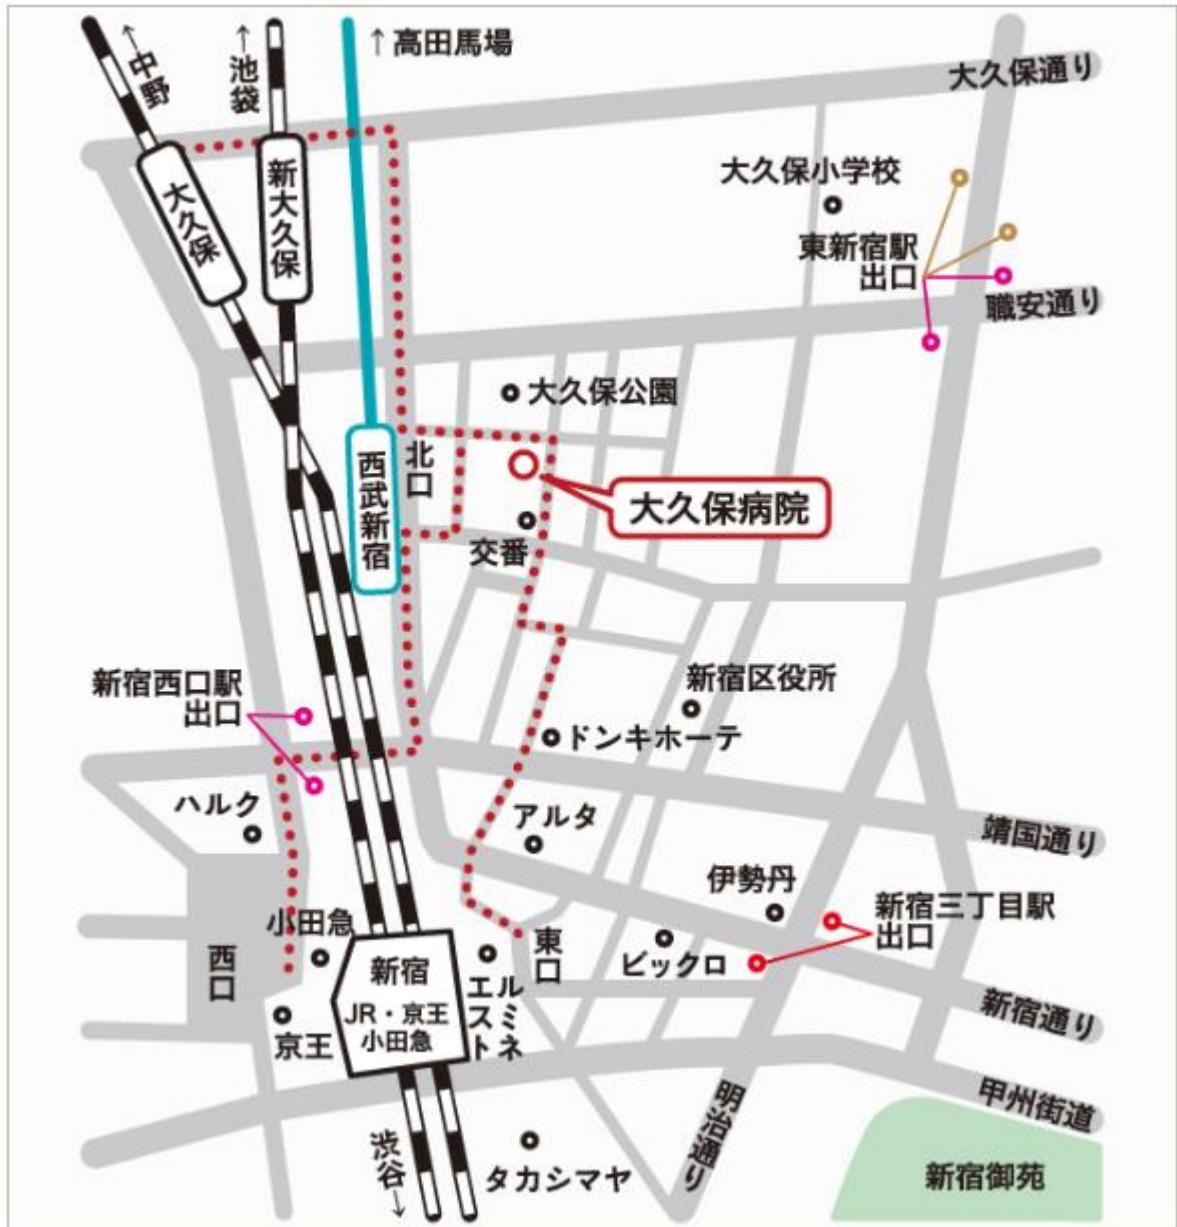 ↑高田馬場
←中野
←池袋
大久保通り
大久保
新大久保
大久保小学校
東新宿駅
出口
職安通り
大久保公園
北口
西武新宿
大久保病院
交番
新宿西口駅
出口
新宿区役所
ドンキホーテ
ハルク
アルタ
靖国通り
伊勢丹
新宿三丁目駅
出口
小田急
西口
新宿
JR・京王
小田急
東口
エルスミトネ
ビックロ
京王
新宿通り
甲州街道
明治通り
渋谷→
タカシマヤ
新宿御苑